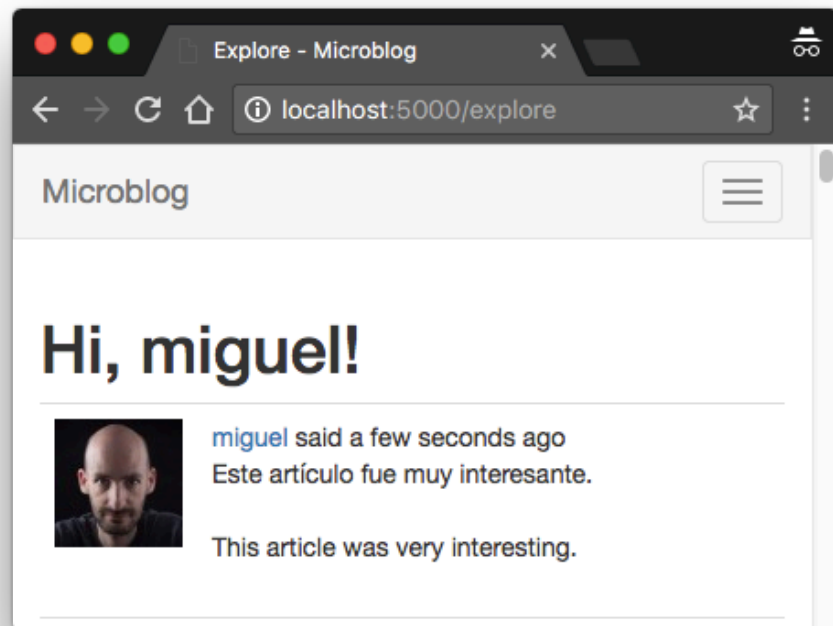 Explore - Microblog
localhost:5000/explore
Microblog
Hi, miguel!
miguel said a few seconds ago
Este artículo fue muy interesante.
This article was very interesting.